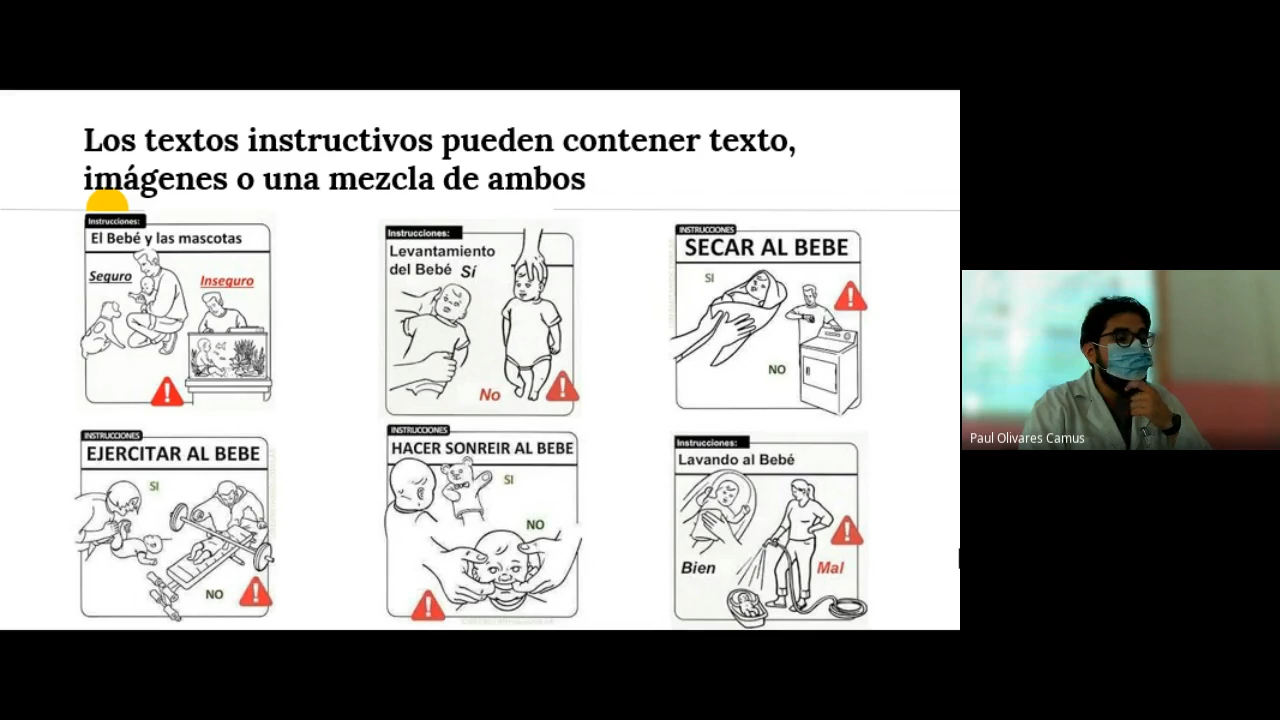 Los textos instructivos pueden contener texto,
imágenes o una mezcla de ambos
Instrucciones:
El Bebé y las mascotas
Seguro
Inseguro
Instrucciones:
Levantamiento
del Bebé Sí
No
INSTRUCCIONES
SECAR AL BEBE
SI
NO
INSTRUCCIONES
EJERCITAR AL BEBE
SI
NO
INSTRUCCIONES
HACER SONREIR AL BEBE
SI
NO
Instrucciones:
Lavando al Bebé
Bien
Mal
Paul Olivares Camus